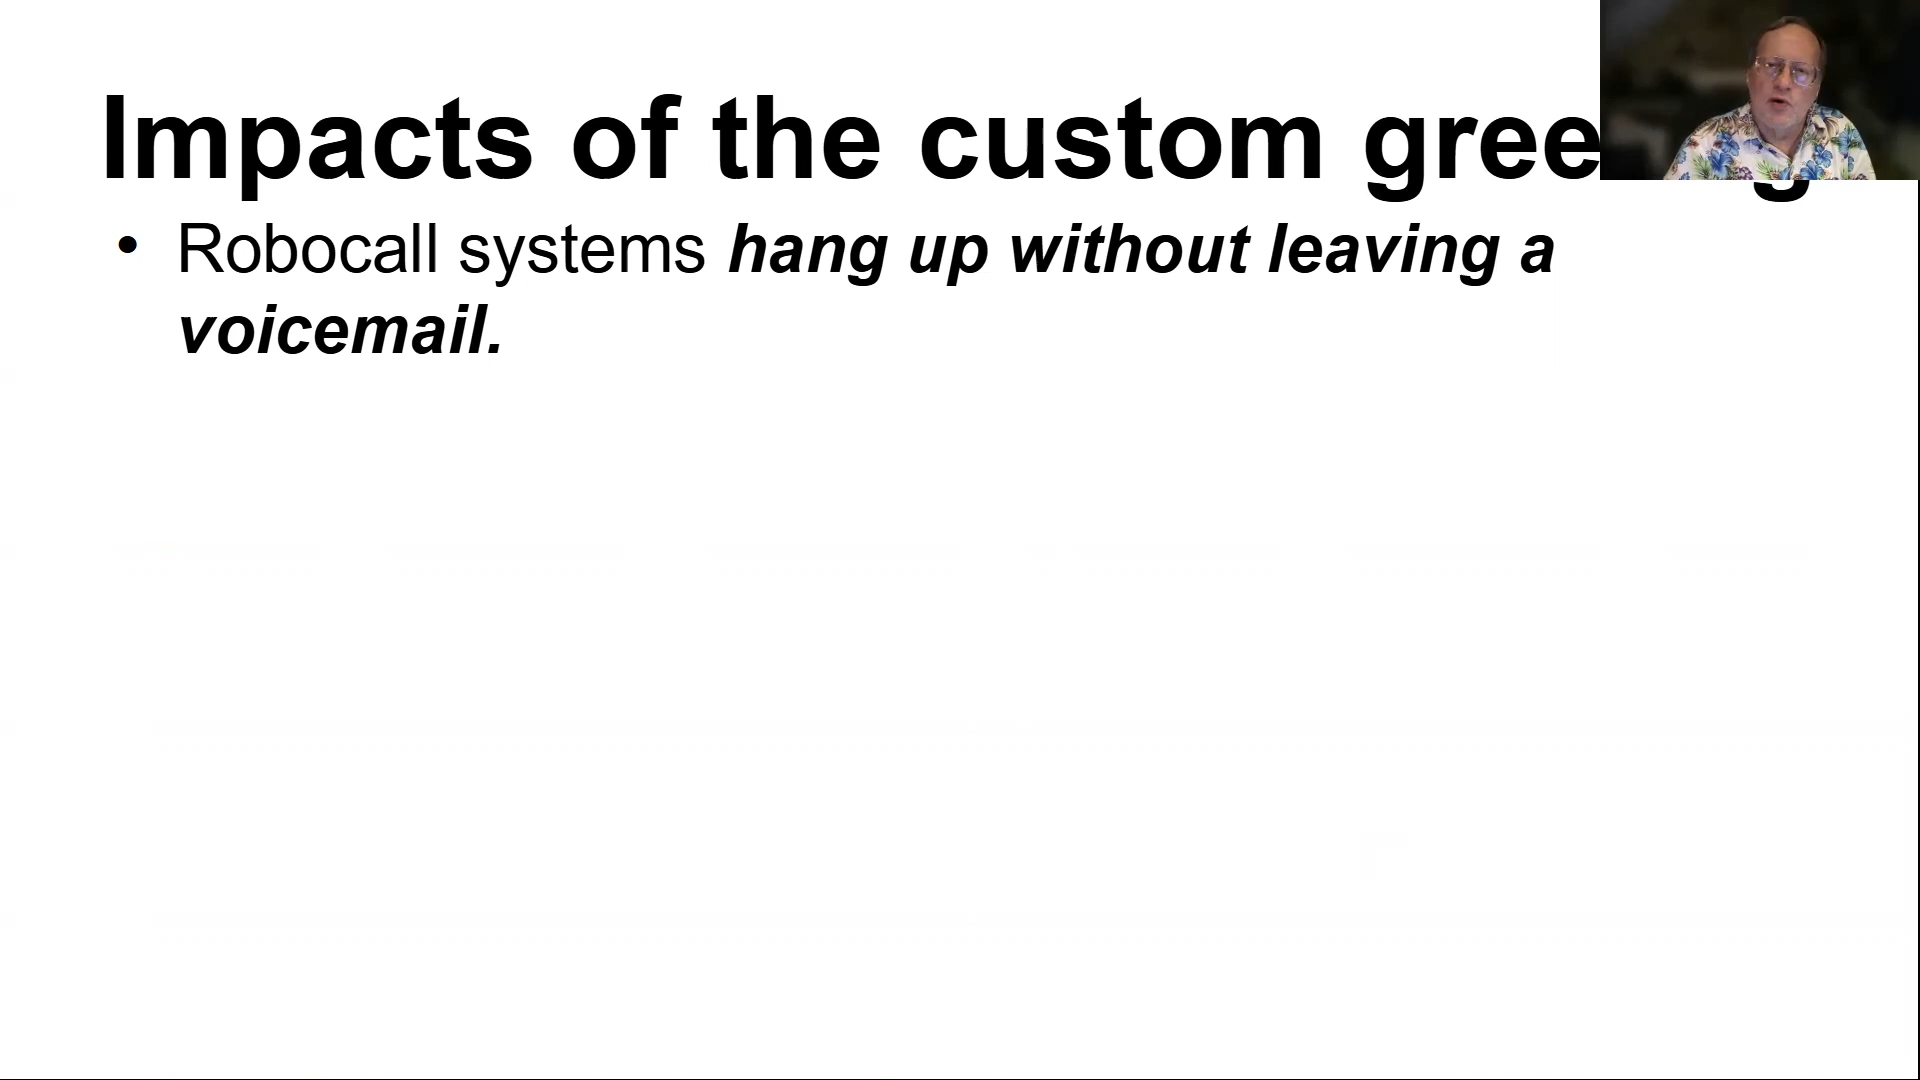 Impacts of the custom gree
• Robocall systems hang up without leaving a
voicemail.